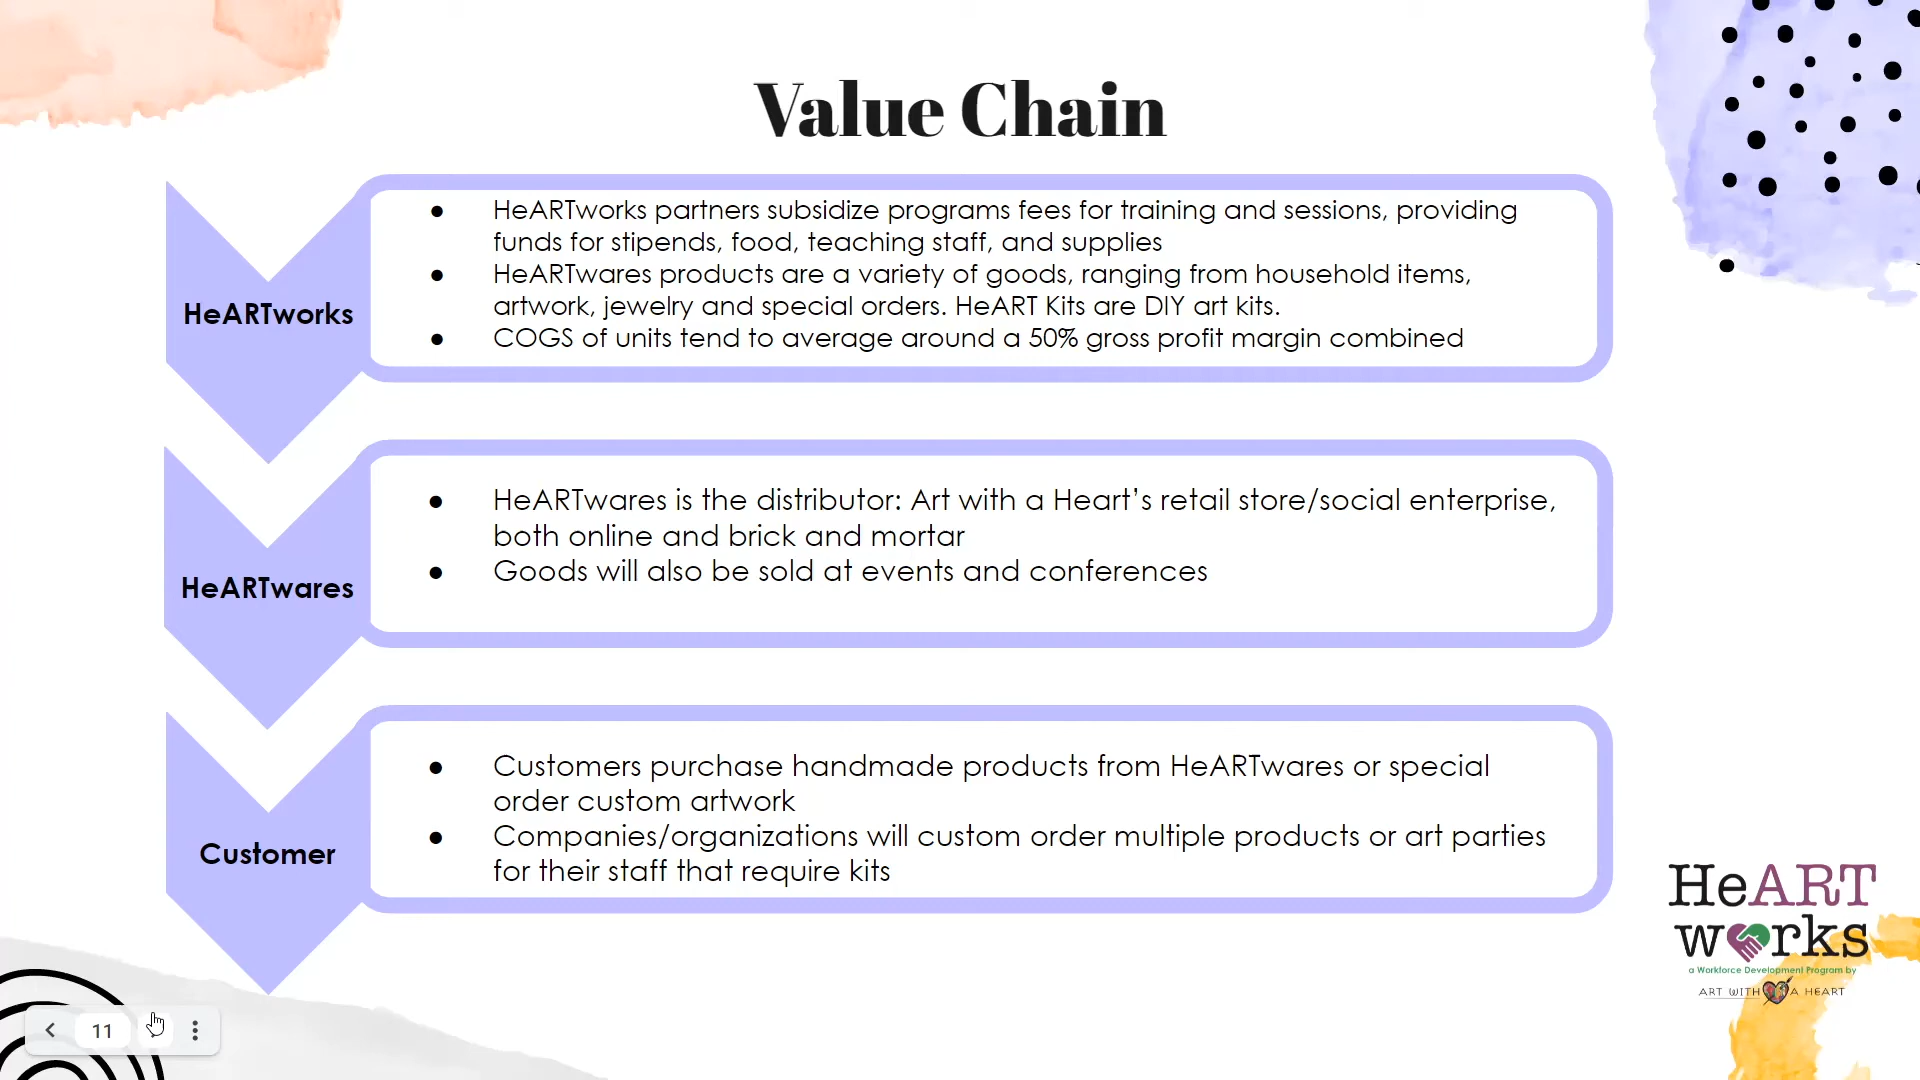 Value Chain
HeARTworks
● HeARTworks partners subsidize programs fees for training and sessions, providing
funds for stipends, food, teaching staff, and supplies
● HeARTwares products are a variety of goods, ranging from household items,
artwork, jewelry and special orders. HeART Kits are DIY art kits.
● COGS of units tend to average around a 50% gross profit margin combined
HeARTwares
● HeARTwares is the distributor: Art with a Heart’s retail store/social enterprise,
both online and brick and mortar
● Goods will also be sold at events and conferences
Customer
● Customers purchase handmade products from HeARTwares or special
order custom artwork
● Companies/organizations will custom order multiple products or art parties
for their staff that require kits
HeART
works
a Workforce Development Program by
ART WITH A HEART
11